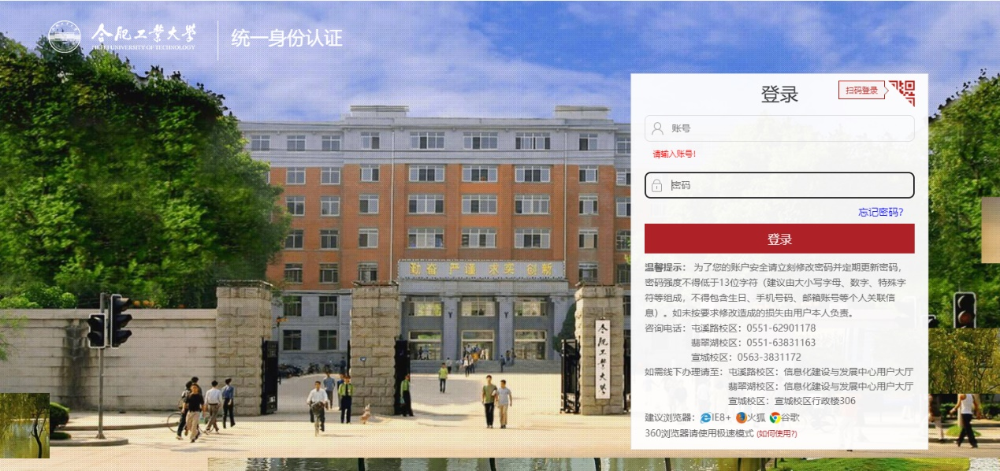 合肥工业大学
HEFEI UNIVERSITY OF TECHNOLOGY
统一身份认证
登录
扫码登录
账号
请输入账号!
密码
忘记密码?
登录
温馨提示： 为了您的账户安全请立刻修改密码并定期更新密码，
密码强度不得低于13位字符（建议由大小写字母、数字、特殊字
符等组成，不得包含生日、手机号码、邮箱账号等个人关联信
息）。如未按要求修改造成的损失由用户本人负责。
咨询电话：屯溪路校区：0551-62901178
翡翠湖校区：0551-63831163
宣城校区：0563-3831172
如需线下办理请至：屯溪路校区：信息化建设与发展中心用户大厅
翡翠湖校区：信息化建设与发展中心用户大厅
宣城校区：宣城校区行政楼306
建议浏览器：IE8+ 火狐 谷歌
360浏览器请使用极速模式 (如何使用?)
勤奋 严谨 求实 创新
合肥工业大学